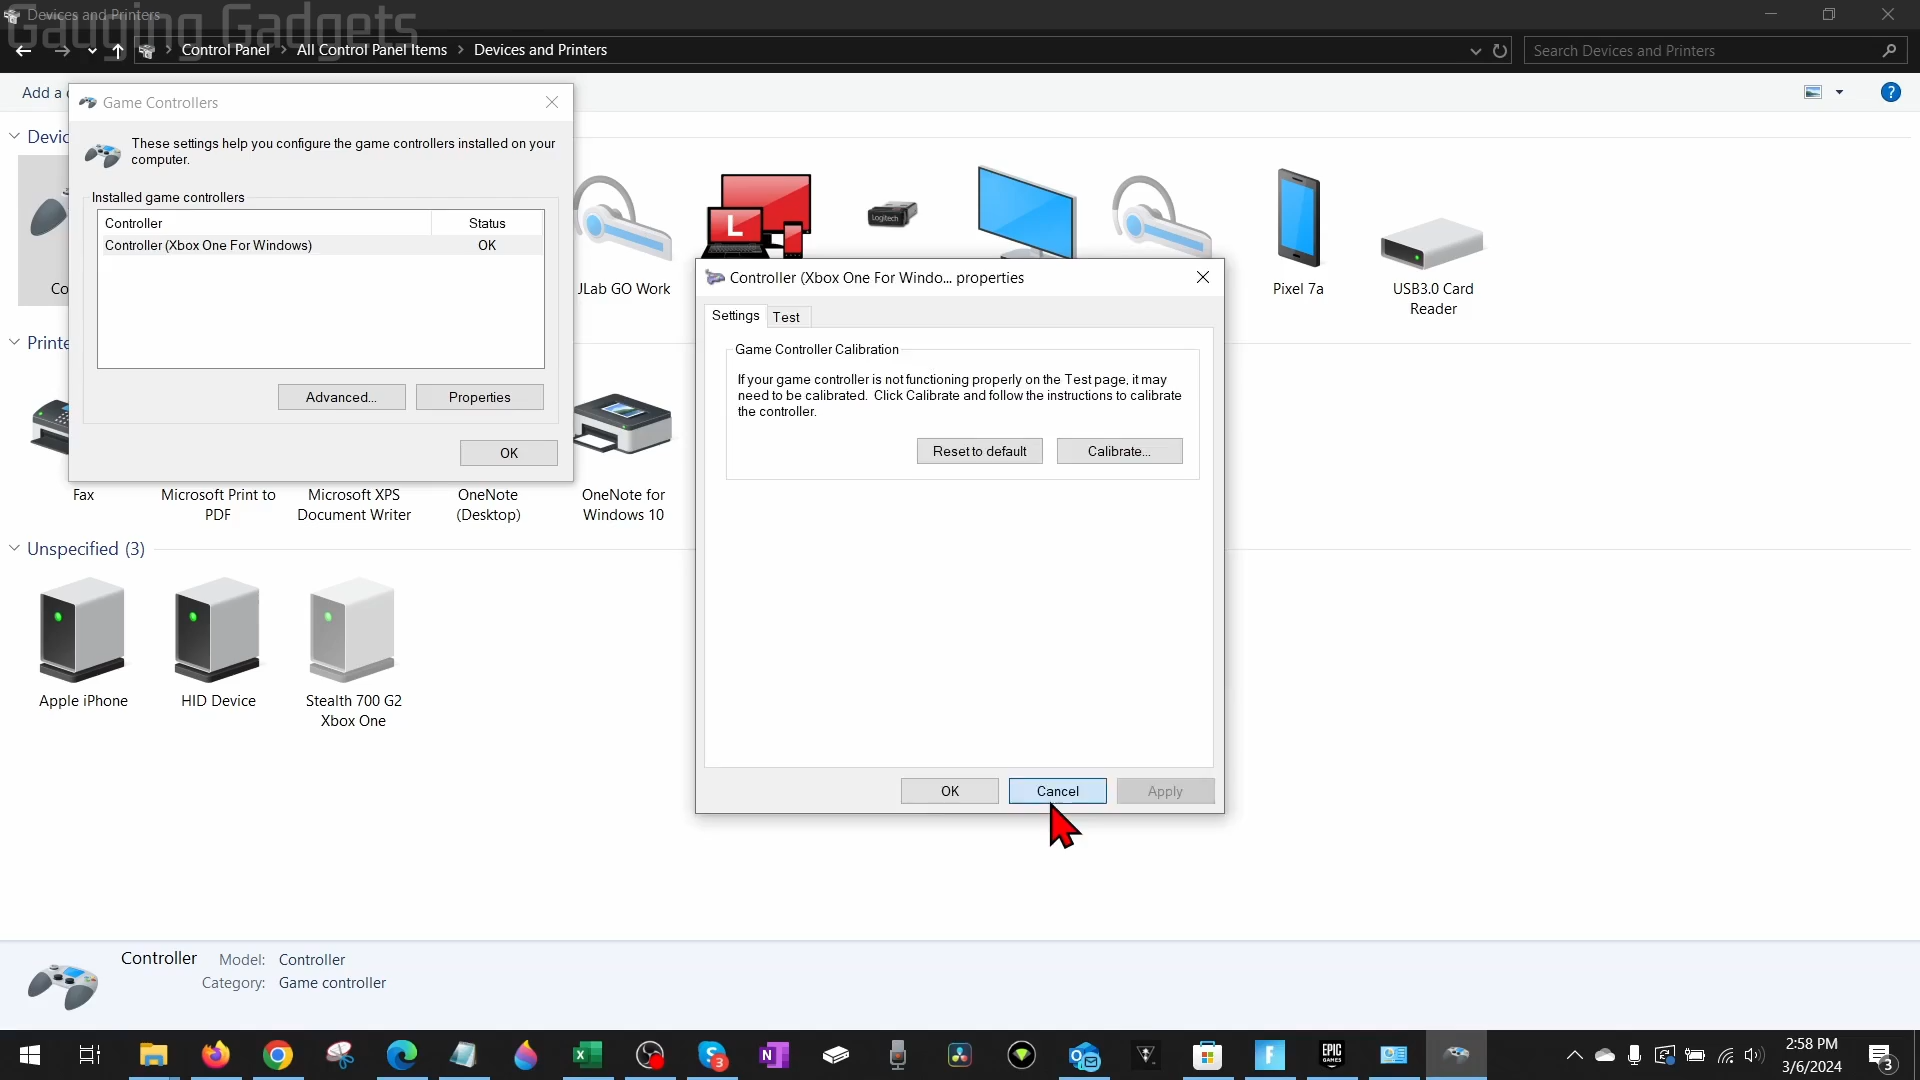 Devices and Printers
Gauging Gadgets
Control Panel
All Control Panel Items
Devices and Printers
Search Devices and Printers
Add a
Game Controllers
These settings help you configure the game controllers installed on your
computer.
Installed game controllers
Controller
Status
Controller (Xbox One For Windows)
OK
Advanced...
Properties
OK
Devic
Co
JLab GO Work
L
Logitech
Pixel 7a
USB3.0 Card
Reader
Controller (Xbox One For Windo... properties
Settings
Test
Game Controller Calibration
If your game controller is not functioning properly on the Test page, it may
need to be calibrated. Click Calibrate and follow the instructions to calibrate
the controller.
Reset to default
Calibrate...
OK
Cancel
Apply
Printe
Fax
Microsoft Print to
PDF
Microsoft XPS
Document Writer
OneNote
(Desktop)
OneNote for
Windows 10
Unspecified (3)
Apple iPhone
HID Device
Stealth 700 G2
Xbox One
Controller
Model:
Controller
Category:
Game controller
3
EPIC
GAMES
2:58 PM
3/6/2024
3